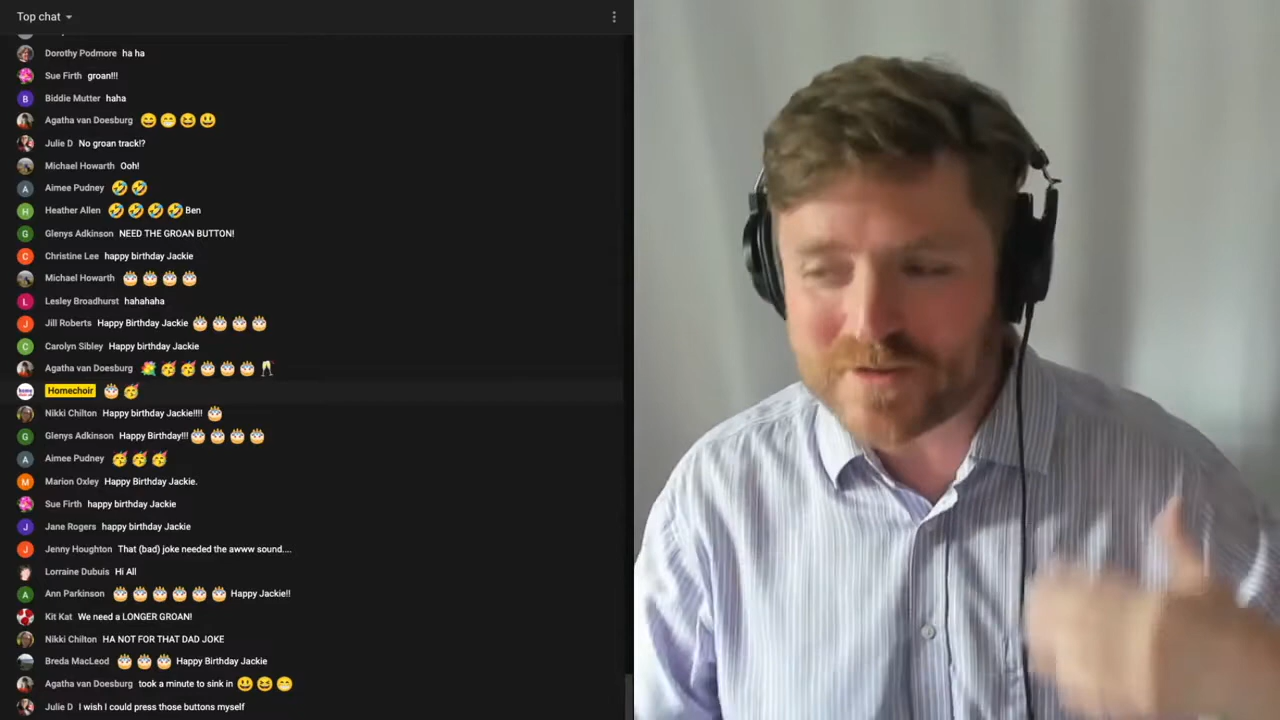 Top chat
Dorothy Podmore ha ha
Sue Firth groan!!!
B Biddie Mutter haha
Agatha van Doesburg 😄 😁 😆 😃
Julie D No groan track!?
Michael Howarth Ooh!
A Aimee Pudney 🤣 🤣
H Heather Allen 🤣 🤣 🤣 🤣 Ben
G Glenys Adkinson NEED THE GROAN BUTTON!
C Christine Lee happy birthday Jackie
Michael Howarth 🎂 🎂 🎂 🎂
L Lesley Broadhurst hahahaha
J Jill Roberts Happy Birthday Jackie 🎂 🎂 🎂 🎂
C Carolyn Sibley Happy birthday Jackie
Agatha van Doesburg 💐 🥳 🥳 🎂 🎂 🎂 🥂
Homechoir 🎂 🥳
Nikki Chilton Happy birthday Jackie!!!! 🎂
G Glenys Adkinson Happy Birthday!!! 🎂 🎂 🎂 🎂
A Aimee Pudney 🥳 🥳 🥳
M Marion Oxley Happy Birthday Jackie.
Sue Firth happy birthday Jackie
J Jane Rogers happy birthday Jackie
J Jenny Houghton That (bad) joke needed the awww sound....
Lorraine Dubuis Hi All
A Ann Parkinson 🎂 🎂 🎂 🎂 🎂 🎂 Happy Jackie!!
Kit Kat We need a LONGER GROAN!
Nikki Chilton HA NOT FOR THAT DAD JOKE
Breda MacLeod 🎂 🎂 🎂 Happy Birthday Jackie
Agatha van Doesburg took a minute to sink in 😃 😆 😁
Julie D I wish I could press those buttons myself